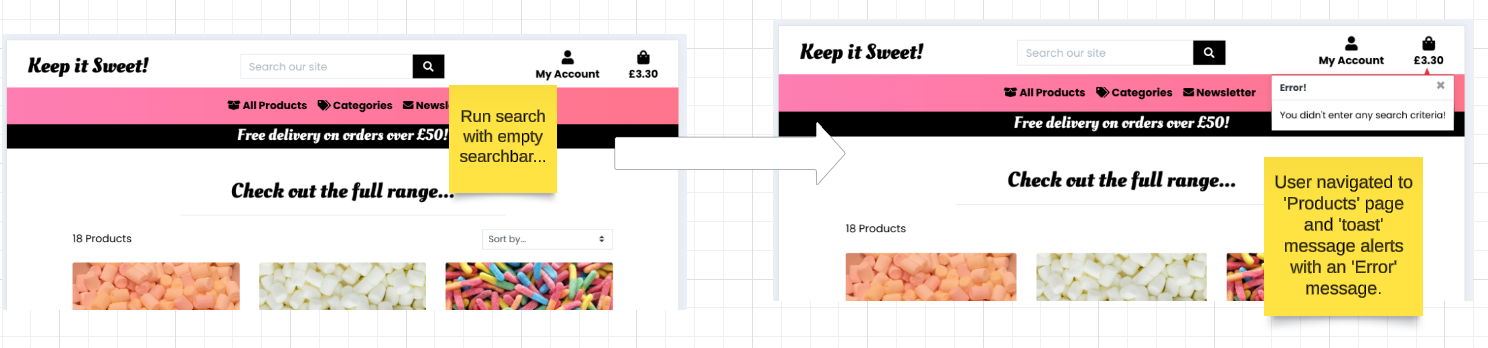 Keep it Sweet!
Search our site
My Account
£3.30
All Products
Categories
Newsl
Free delivery on orders over £50!
Run search
with empty
searchbar...
Check out the full range...
18 Products
Sort by...
Keep it Sweet!
Search our site
My Account
£3.30
All Products
Categories
Newsletter
Error!
You didn't enter any search criteria!
Free delivery on orders over £50!
Check out the full range...
18 Products
User navigated to
'Products' page
and 'toast'
message alerts
with an 'Error'
message.